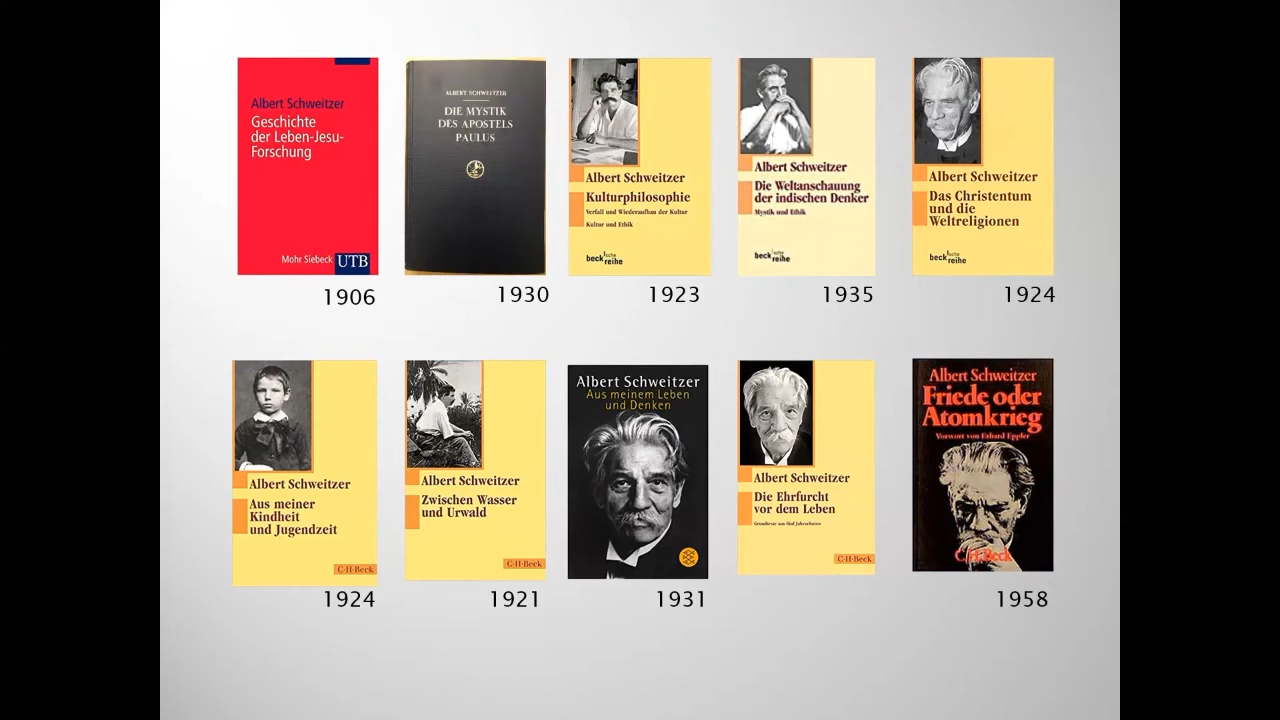 Albert Schweitzer
Geschichte
der Leben-Jesu-
Forschung
Mohr Siebeck UTB
1906
ALBERT SCHWEITZER
DIE MYSTIK
DES APOSTELS
PAULUS
1930
Albert Schweitzer
Kulturphilosophie
Verfall und Wiederaufbau der Kultur
Kultur und Ethik
beck'sche
reihe
1923
Albert Schweitzer
Die Weltanschauung
der indischen Denker
Mystik und Ethik
beck'sche
reihe
1935
Albert Schweitzer
Das Christentum
und die
Weltreligionen
beck'sche
reihe
1924
Albert Schweitzer
Aus meiner
Kindheit
und Jugendzeit
C·H·Beck
1924
Albert Schweitzer
Zwischen Wasser
und Urwald
C·H·Beck
1921
Albert Schweitzer
Aus meinem Leben
und Denken
1931
Albert Schweitzer
Die Ehrfurcht
vor dem Leben
Grundtexte aus fünf Jahrzehnten
C·H·Beck
Albert Schweitzer
Friede oder
Atomkrieg
Vorwort von Erhard Eppler
C·H·Beck
1958